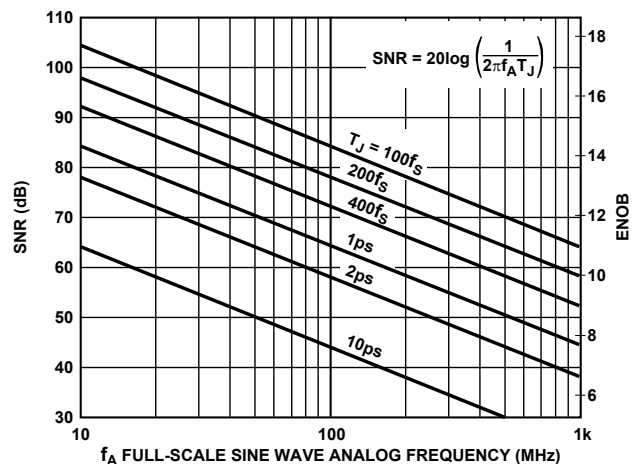 110
100
90
80
70
60
50
40
30
SNR (dB)
SNR = 20log (1 / 2πfATJ)
TJ = 100fS
200fS
400fS
1ps
2ps
10ps
18
16
14
12
11
10
8
6
ENOB
10
100
1k
fA FULL-SCALE SINE WAVE ANALOG FREQUENCY (MHz)